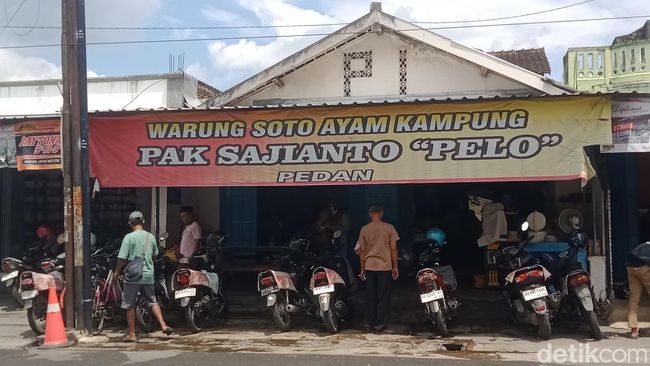 WARUNG SOTO AYAM KAMPUNG
PAK SAJIANTO "PELO"
PEDAN
detikcom